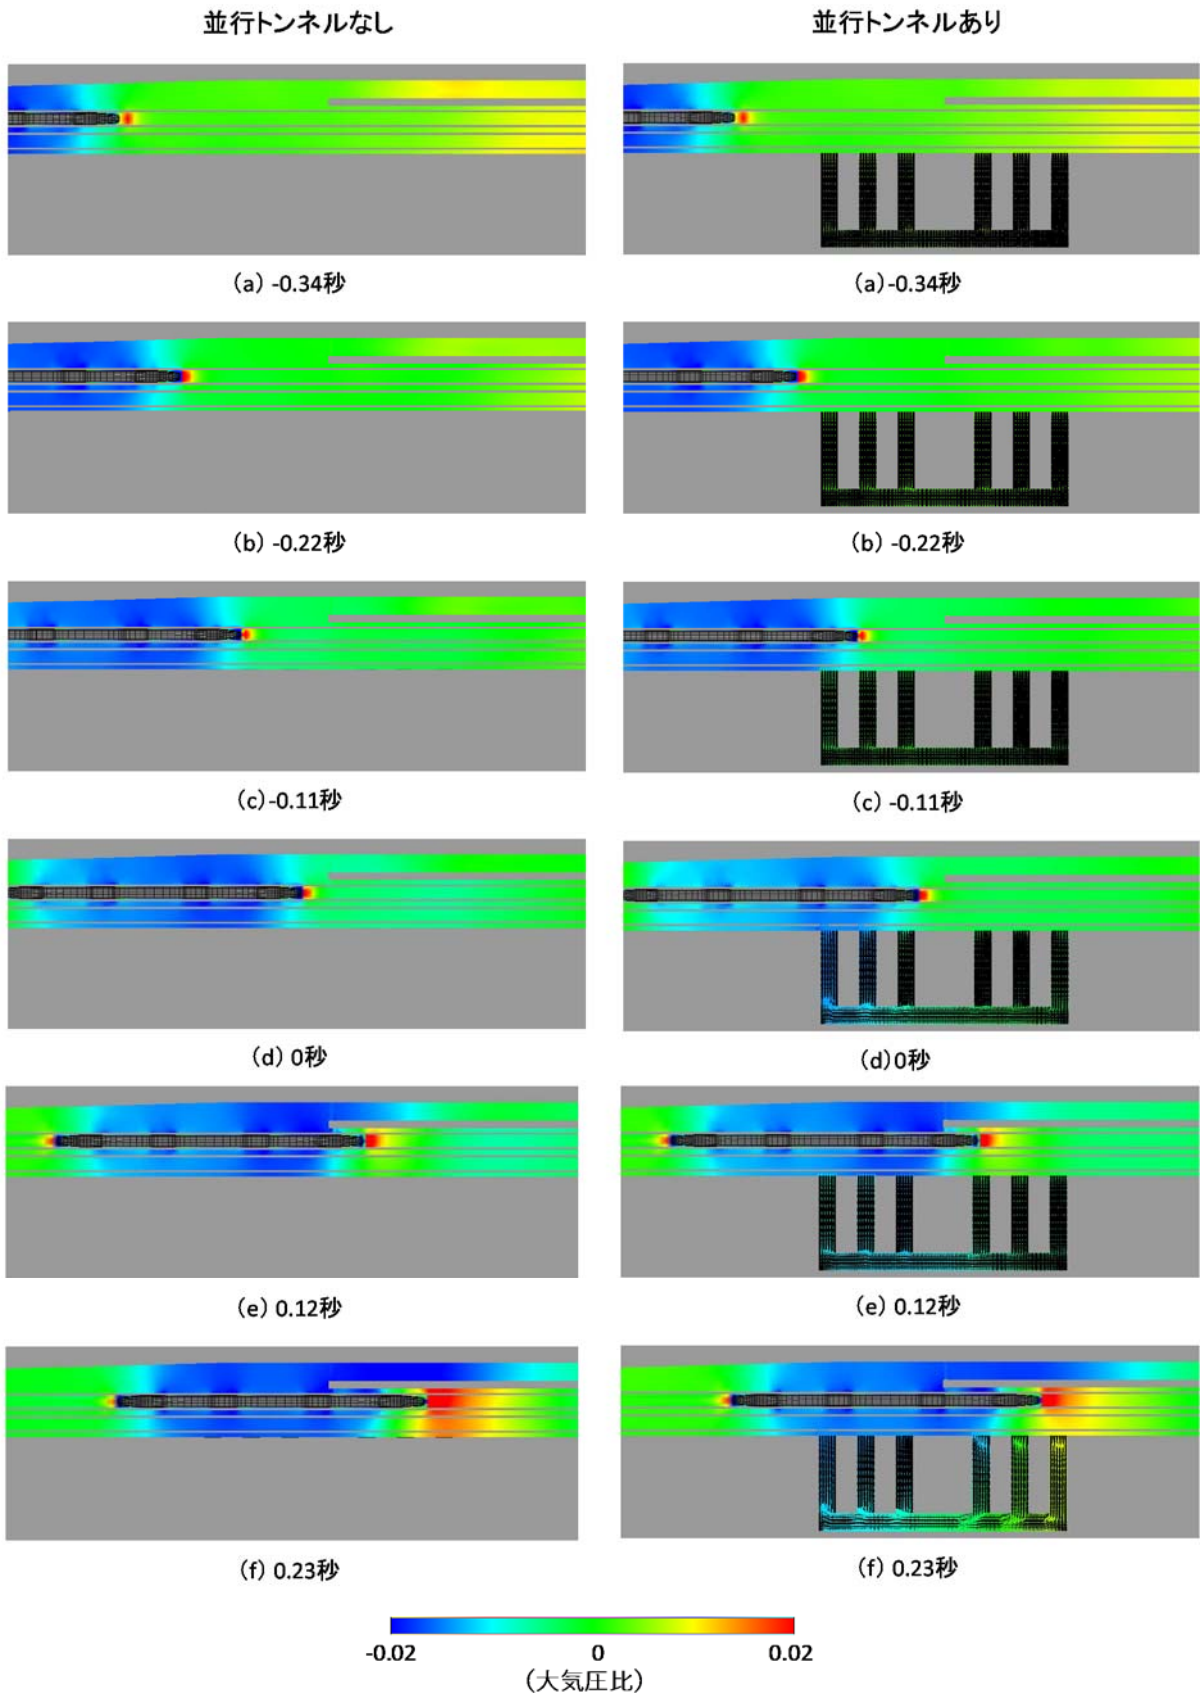 並行トンネルなし
並行トンネルあり
(a) -0.34秒
(a)-0.34秒
(b) -0.22秒
(b) -0.22秒
(c)-0.11秒
(c) -0.11秒
(d) 0秒
(d)0秒
(e) 0.12秒
(e) 0.12秒
(f) 0.23秒
(f) 0.23秒
-0.02 0 0.02
(大気圧比)